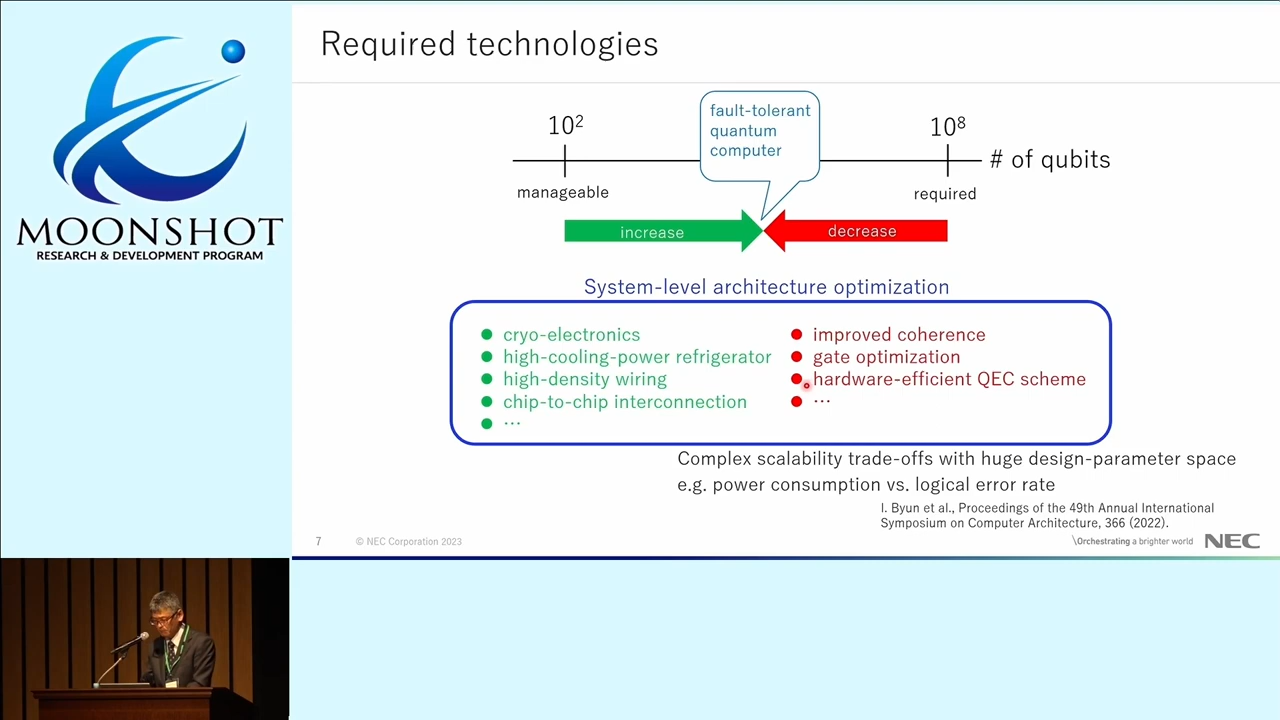 MOONSHOT
RESEARCH & DEVELOPMENT PROGRAM
Required technologies
10²
fault-tolerant
quantum
computer
10⁸
# of qubits
manageable
required
increase
decrease
System-level architecture optimization
cryo-electronics
high-cooling-power refrigerator
high-density wiring
chip-to-chip interconnection
…
improved coherence
gate optimization
hardware-efficient QEC scheme
…
Complex scalability trade-offs with huge design-parameter space
e.g. power consumption vs. logical error rate
I. Byun et al., Proceedings of the 49th Annual International
Symposium on Computer Architecture, 366 (2022).
7
© NEC Corporation 2023
\Orchestrating a brighter world
NEC